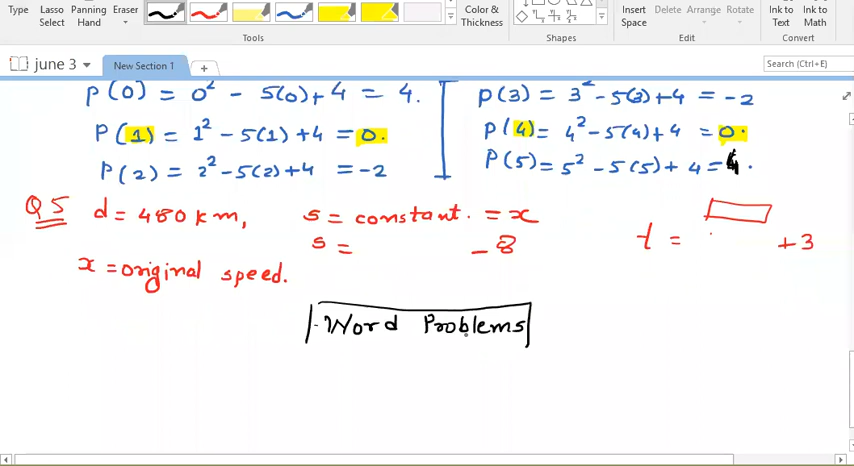 Type Lasso Select Panning Hand Eraser Color & Thickness Insert Space Delete Arrange Rotate Ink to Text Ink to Math
Tools Shapes Edit Convert
june 3 New Section 1 + Search (Ctrl+E)
P(0) = 0² - 5(0)+4 = 4.
P(1) = 1² - 5(1)+4 = 0.
P(2) = 2² - 5(2)+4 = -2
P(3) = 3² - 5(3)+4 = -2
P(4) = 4² - 5(4)+4 = 0.
P(5) = 5² - 5(5)+4 = 4.
Q5 d = 480 km, s = constant. = x
s = - 8 t = + 3
x = original speed.
Word Problems